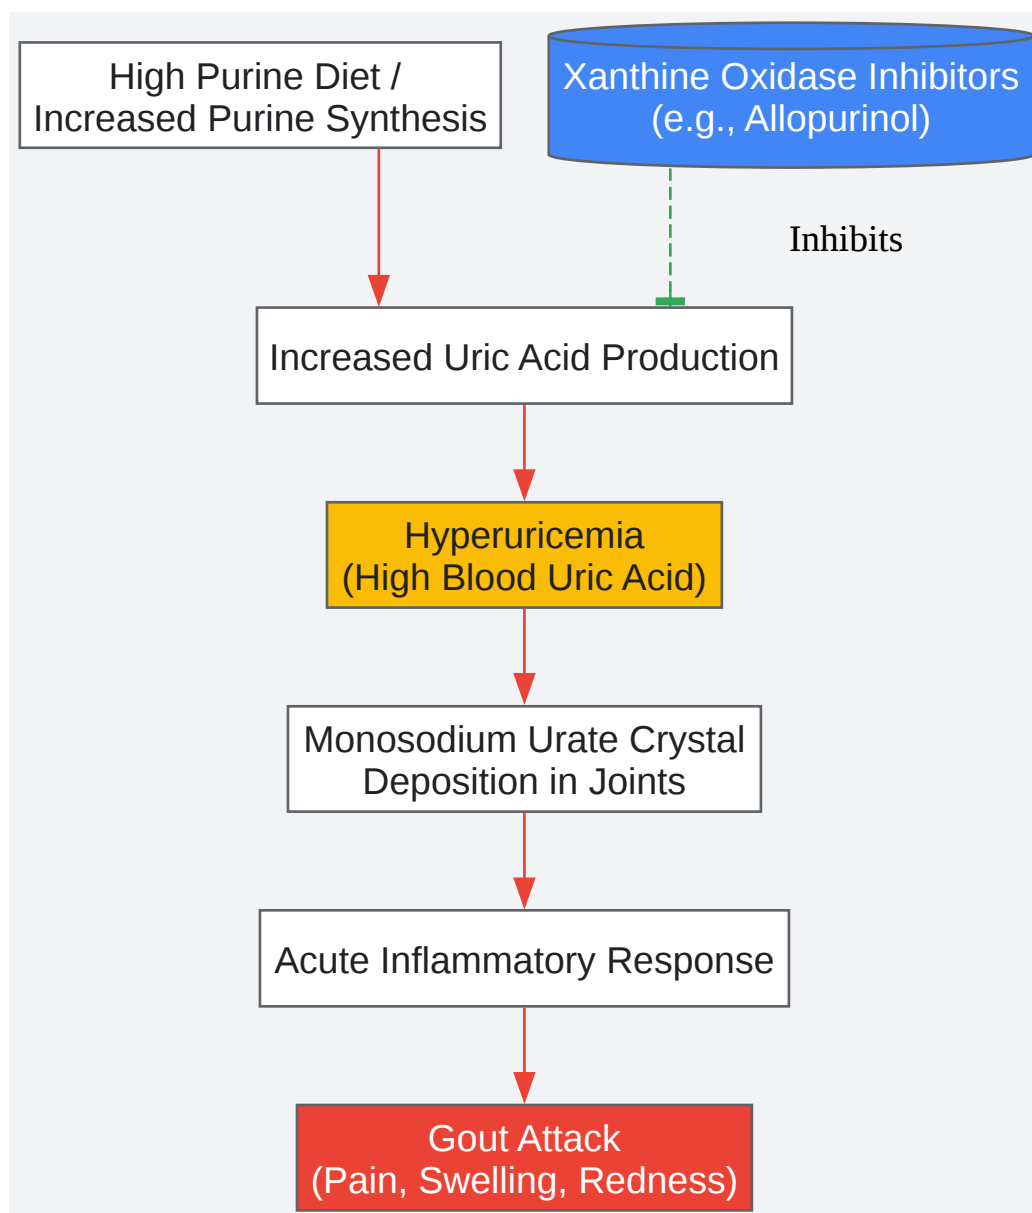 High Purine Diet /
Increased Purine Synthesis
Xanthine Oxidase Inhibitors
(e.g., Allopurinol)
Inhibits
Increased Uric Acid Production
Hyperuricemia
(High Blood Uric Acid)
Monosodium Urate Crystal
Deposition in Joints
Acute Inflammatory Response
Gout Attack
(Pain, Swelling, Redness)